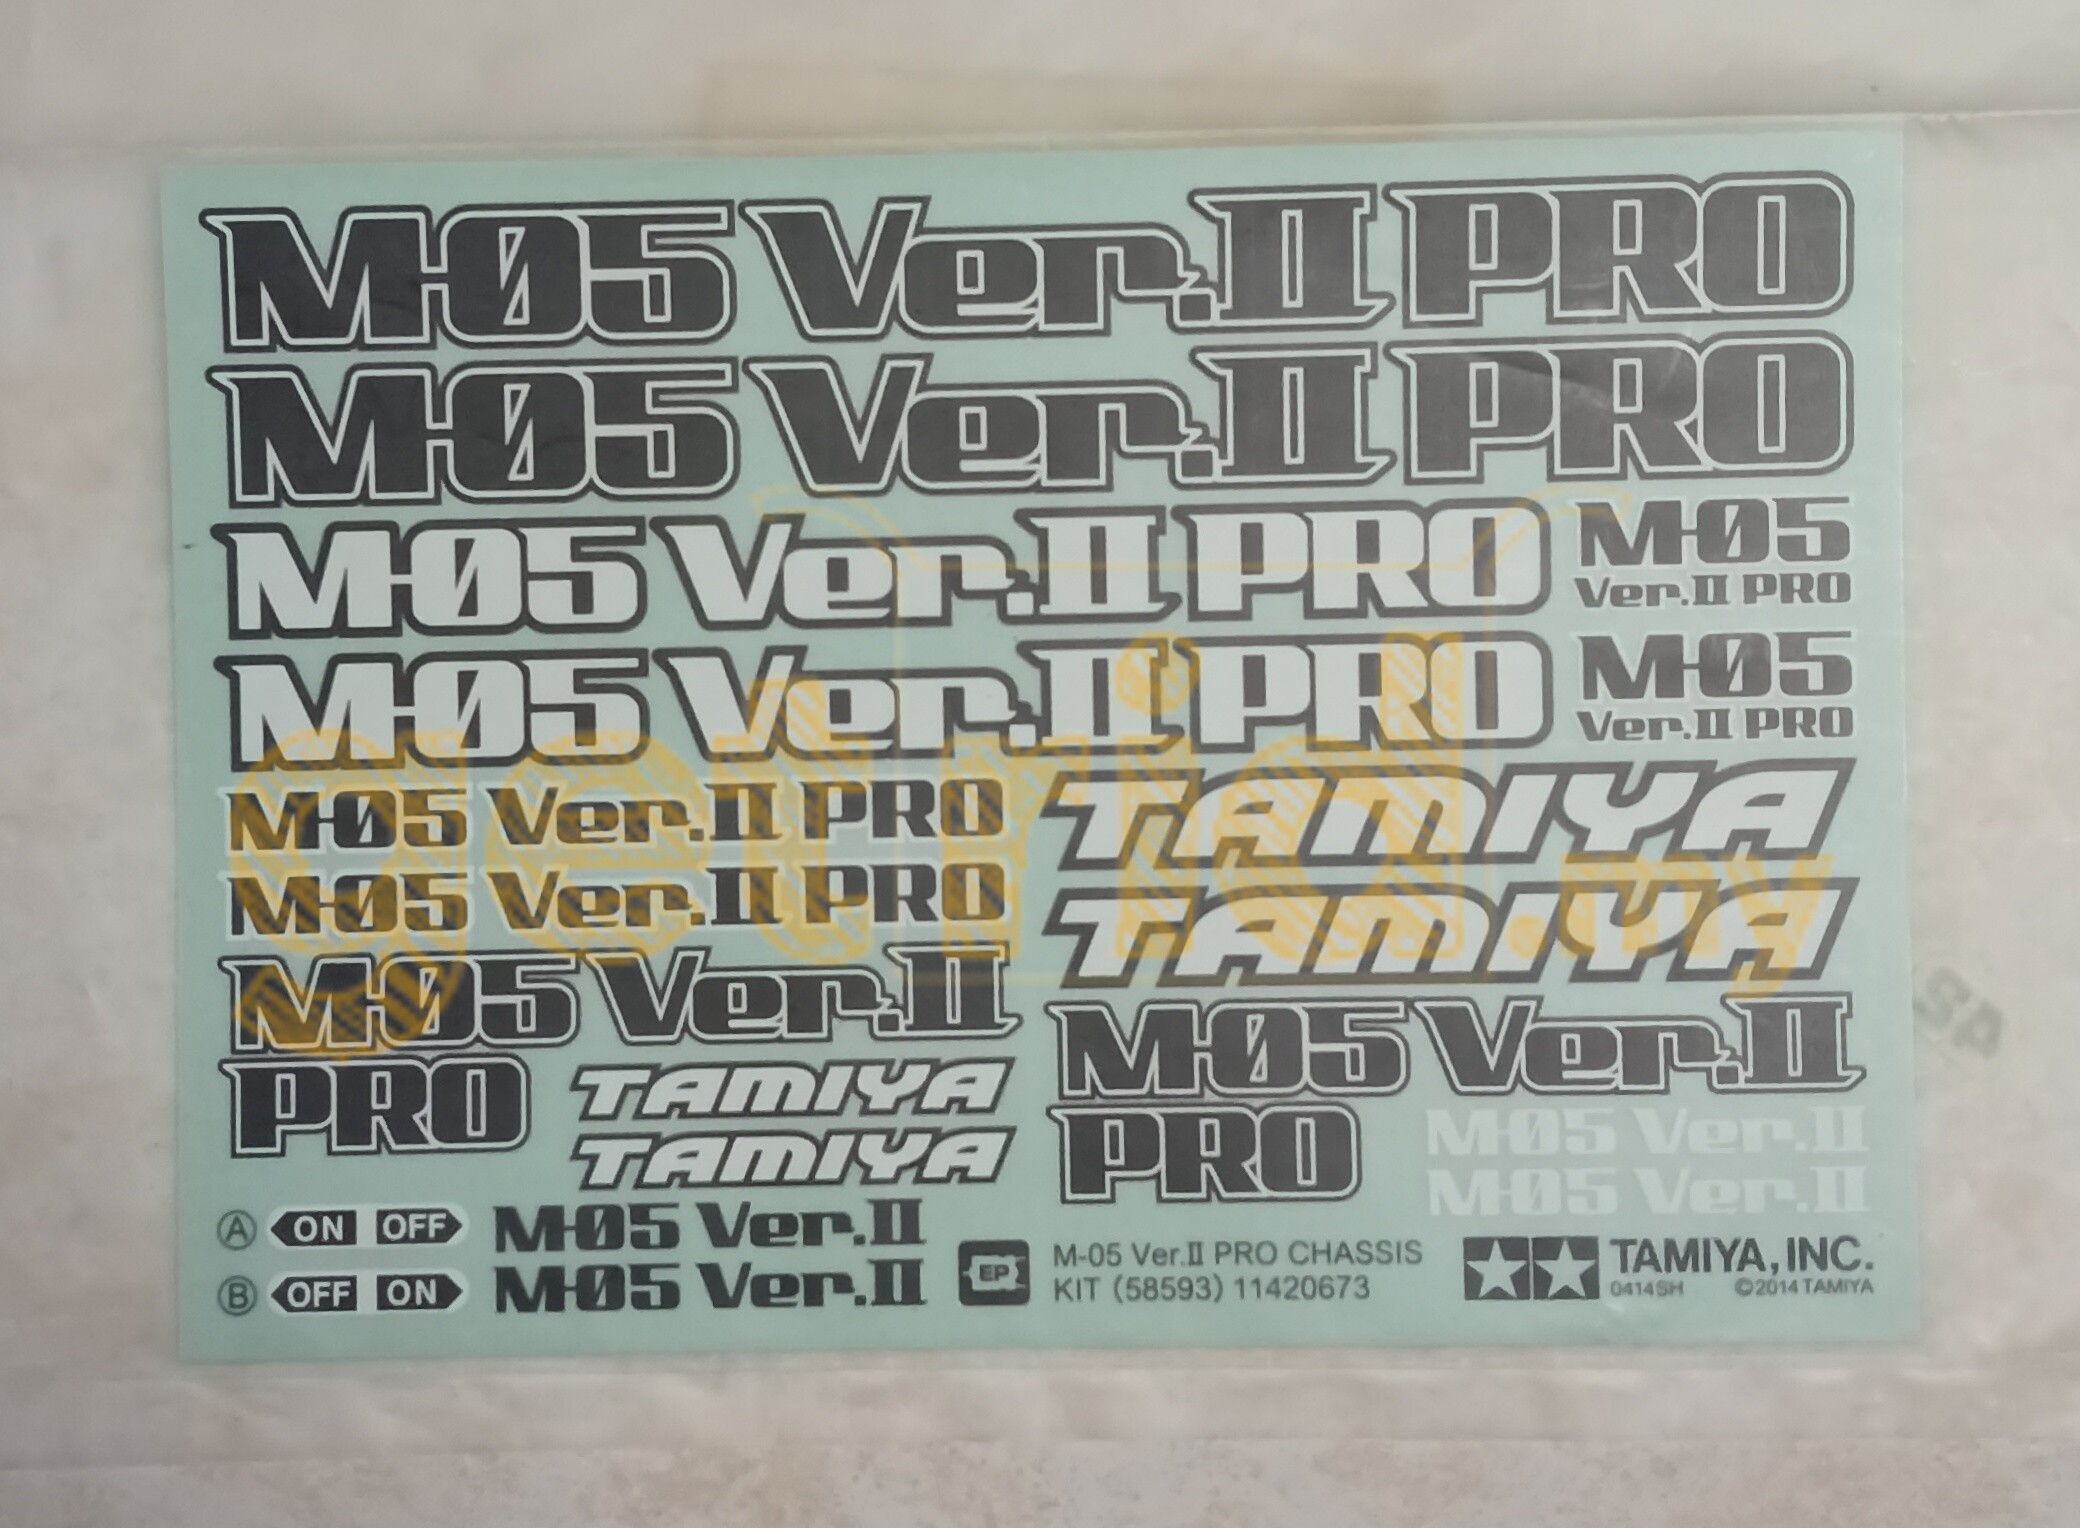 M-05 Ver.II PRO
M-05 Ver.II PRO
M-05 Ver.II PRO
M-05
Ver.II PRO
M-05 Ver.II PRO
M-05
Ver.II PRO
M-05 Ver.II PRO
TAMIYA
M-05 Ver.II PRO
TAMIYA
getrid.my
M-05 Ver.II
PRO
M-05 Ver.II
PRO
TAMIYA
TAMIYA
M-05 Ver.II
M-05 Ver.II
A ON OFF
M-05 Ver.II
B OFF ON
M-05 Ver.II
EP
M-05 Ver.II PRO CHASSIS
KIT (58593) 11420673
TAMIYA, INC.
0414SH ©2014 TAMIYA